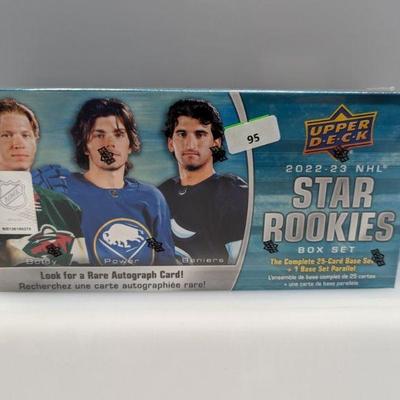 UPPER
D·E·C·K
95
2022-23 NHL
STAR
ROOKIES
BOX SET
The Complete 25-Card Base Set
+ 1 Base Set Parallel
L'ensemble de base complet de 25 cartes
+ une carte de base parallèle
Boldy Power Beniers
Look for a Rare Autograph Card!
Recherchez une carte autographiée rare!